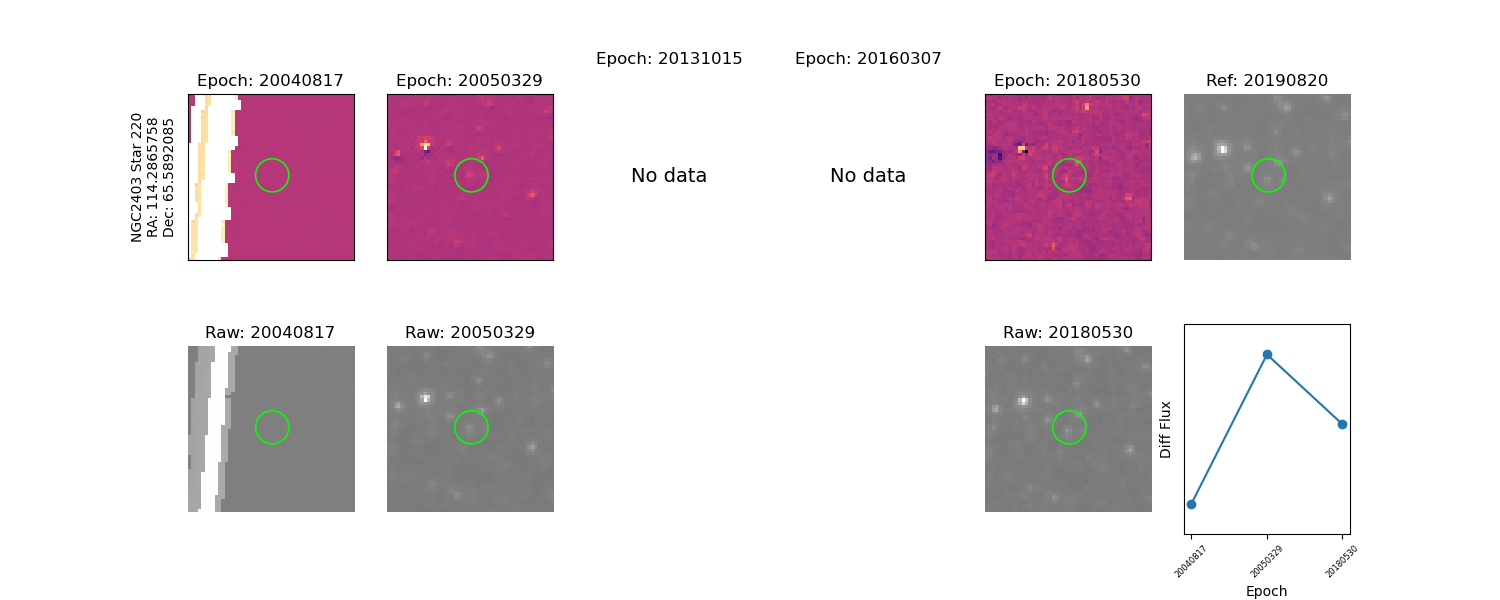 Epoch: 20040817
Epoch: 20050329
Epoch: 20131015
Epoch: 20160307
Epoch: 20180530
Ref: 20190820
NGC2403 Star 220
RA: 114.2865758
Dec: 65.5892085
No data
No data
Raw: 20040817
Raw: 20050329
Raw: 20180530
Diff Flux
20040817
20050329
20180530
Epoch